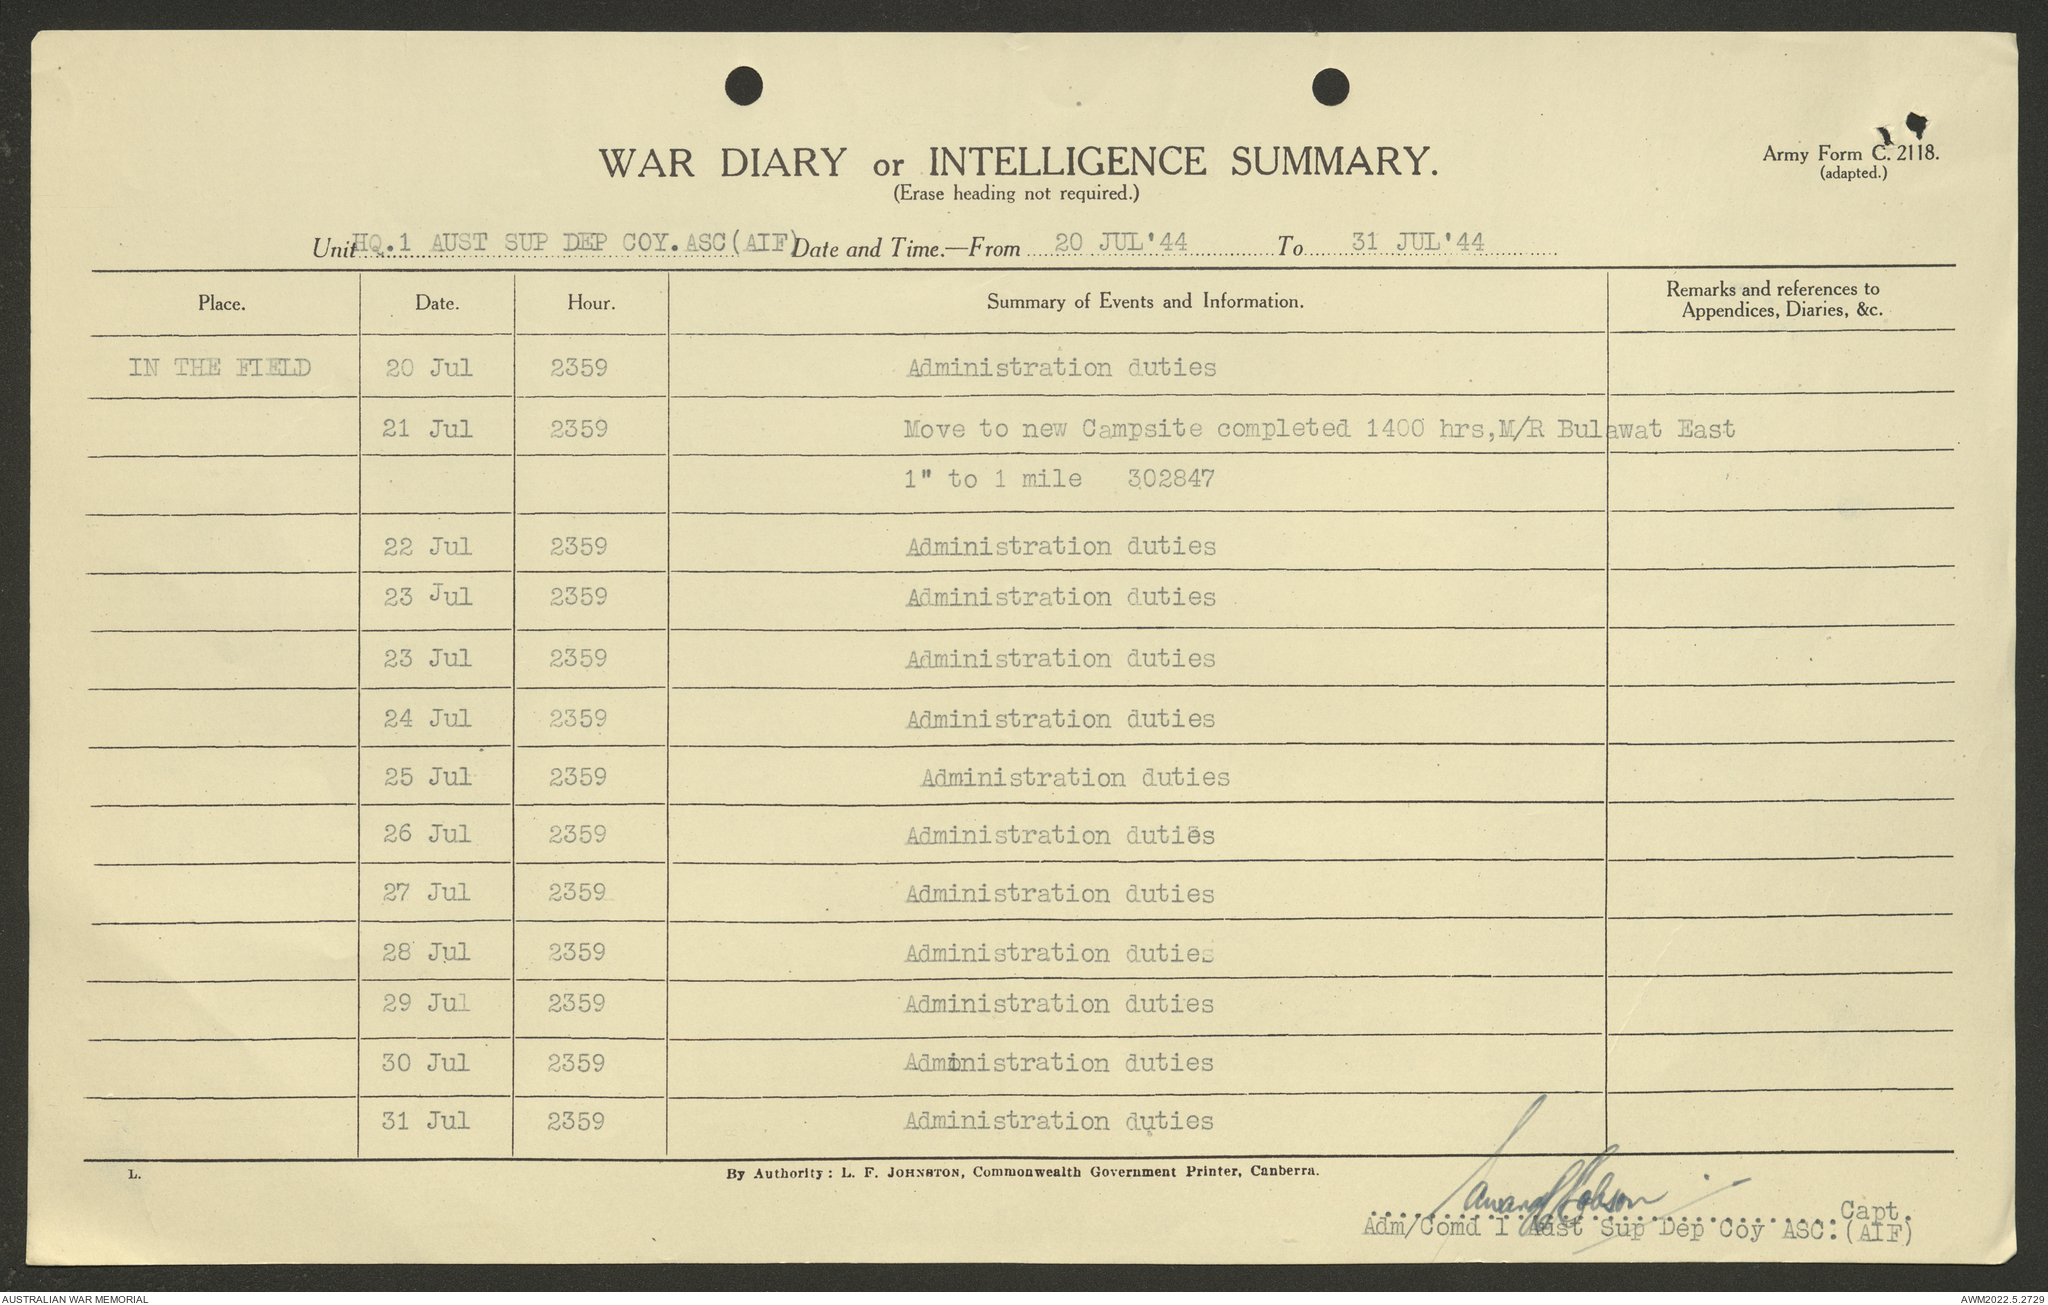 WAR DIARY or INTELLIGENCE SUMMARY.
(Erase heading not required.)
Army Form C. 2118.
(adapted.)
Unit HQ.1 AUST SUP DEP COY.ASC(AIF) Date and Time.—From 20 JUL'44 To 31 JUL'44
Place. Date. Hour. Summary of Events and Information. Remarks and references to
Appendices, Diaries, &c.
IN THE FIELD 20 Jul 2359 Administration duties
21 Jul 2359 Move to new Campsite completed 1400 hrs,M/R Bulawat East
1" to 1 mile 302847
22 Jul 2359 Administration duties
23 Jul 2359 Administration duties
23 Jul 2359 Administration duties
24 Jul 2359 Administration duties
25 Jul 2359 Administration duties
26 Jul 2359 Administration duties
27 Jul 2359 Administration duties
28 Jul 2359 Administration duties
29 Jul 2359 Administration duties
30 Jul 2359 Administration duties
31 Jul 2359 Administration duties
L. By Authority: L. F. JOHNSTON, Commonwealth Government Printer, Canberra.
Capt.
Adm/Comd 1 Aust Sup Dep Coy ASC.(AIF)
AUSTRALIAN WAR MEMORIAL AWM2022.5.2729